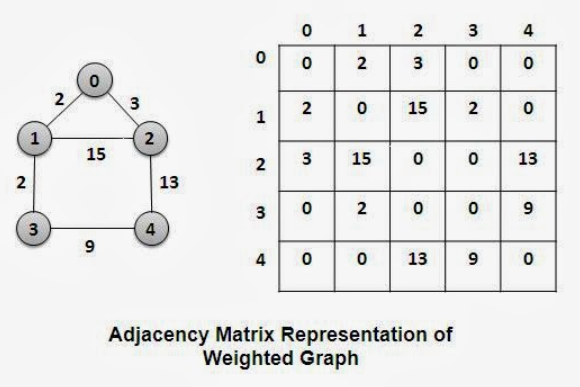 0
2 3
1 2
15
2 13
3 4
9
0 1 2 3 4
0 0 2 3 0 0
1 2 0 15 2 0
2 3 15 0 0 13
3 0 2 0 0 9
4 0 0 13 9 0
Adjacency Matrix Representation of
Weighted Graph